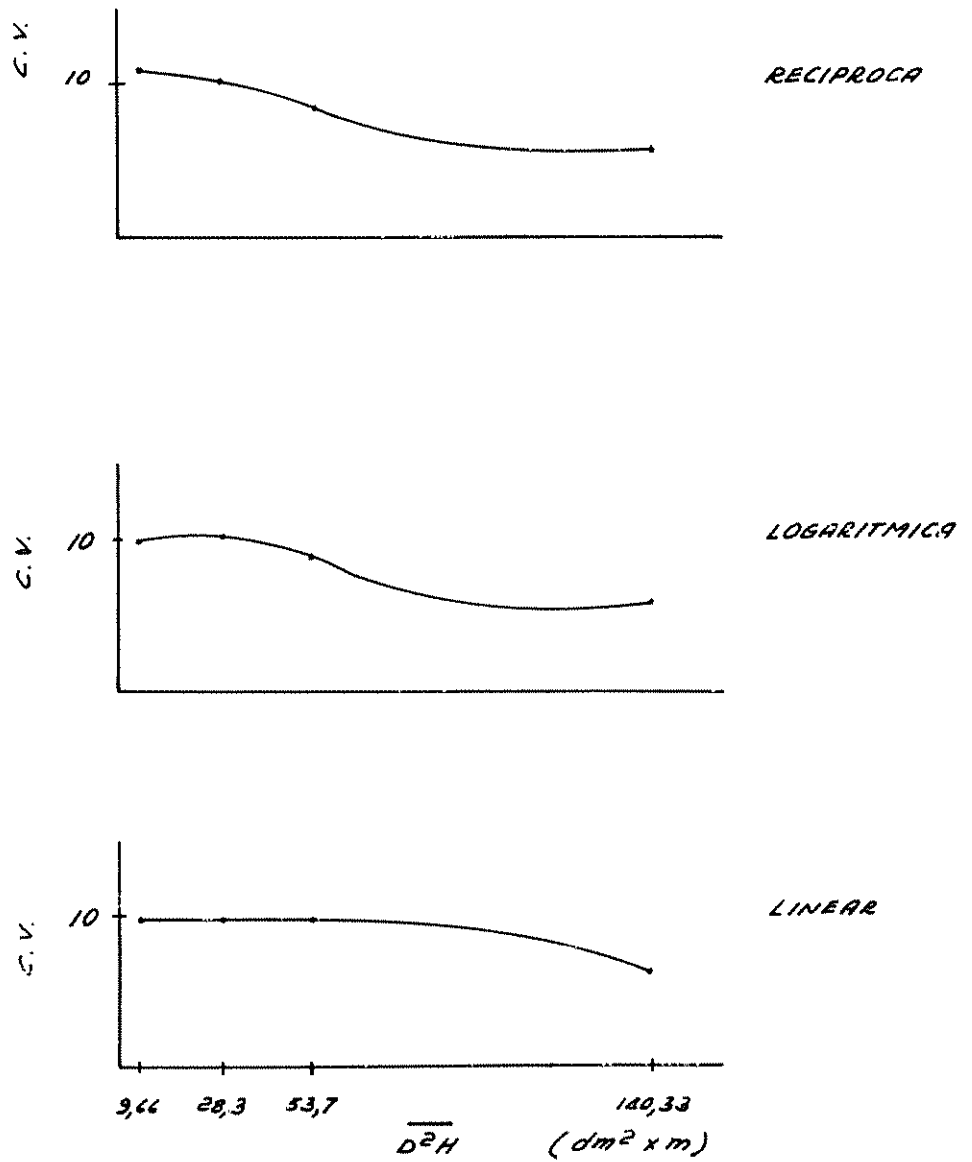 C.V.
10
RECIPROCA
C.V.
10
LOGARITMICA
C.V.
10
LINEAR
9,66 28,3 53,7 140,33
D²H (dm² x m)